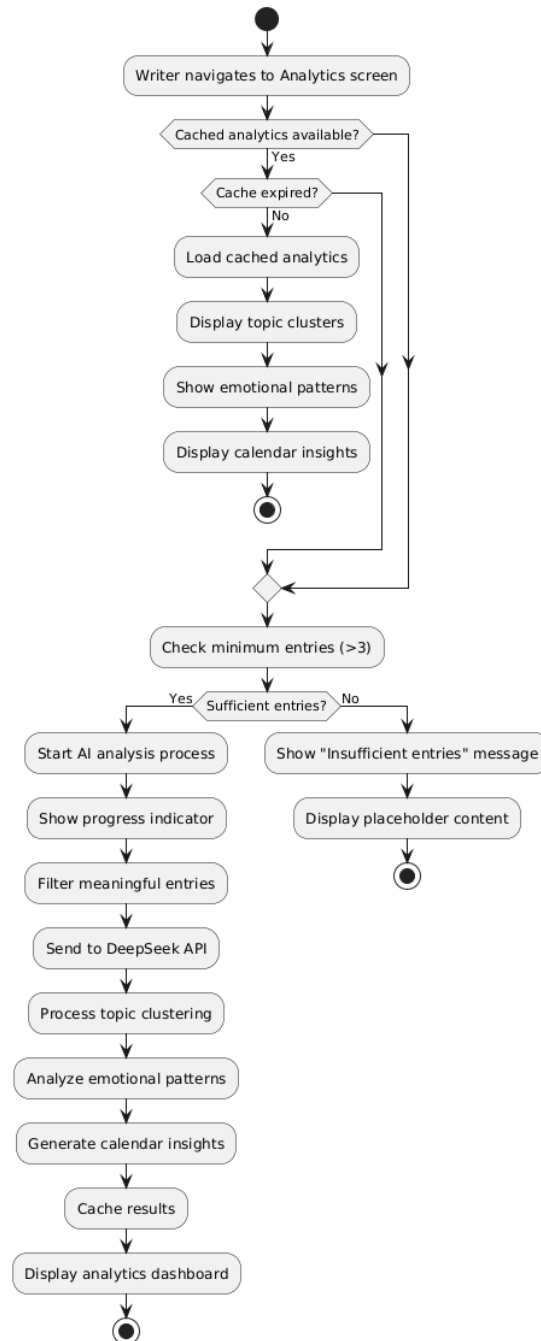 Writer navigates to Analytics screen
Cached analytics available?
Yes
Cache expired?
No
Load cached analytics
Display topic clusters
Show emotional patterns
Display calendar insights
Check minimum entries (>3)
Yes
Sufficient entries?
No
Start AI analysis process
Show "Insufficient entries" message
Show progress indicator
Display placeholder content
Filter meaningful entries
Send to DeepSeek API
Process topic clustering
Analyze emotional patterns
Generate calendar insights
Cache results
Display analytics dashboard